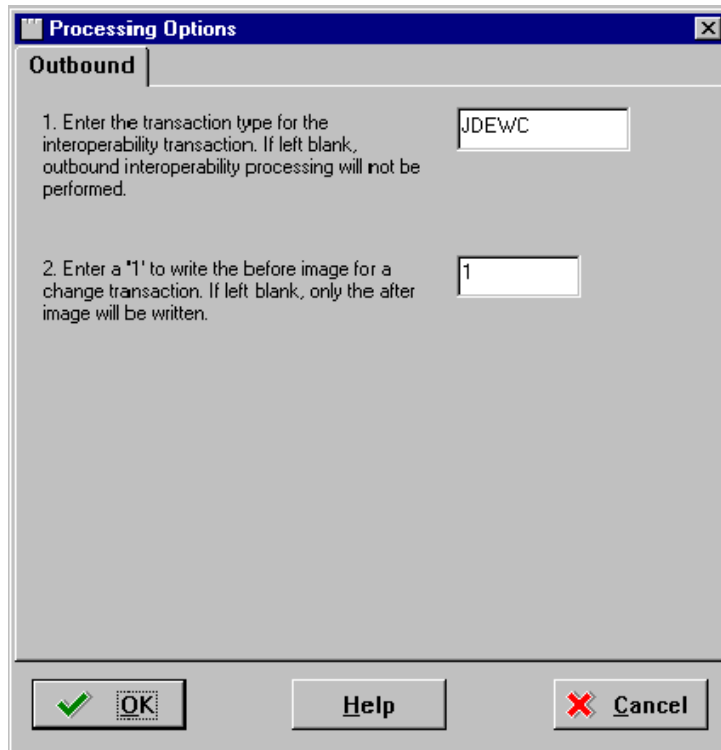 Processing Options
Outbound
1. Enter the transaction type for the
interoperability transaction. If left blank,
outbound interoperability processing will not be
performed.
JDEWC
2. Enter a '1' to write the before image for a
change transaction. If left blank, only the after
image will be written.
1
OK
Help
Cancel